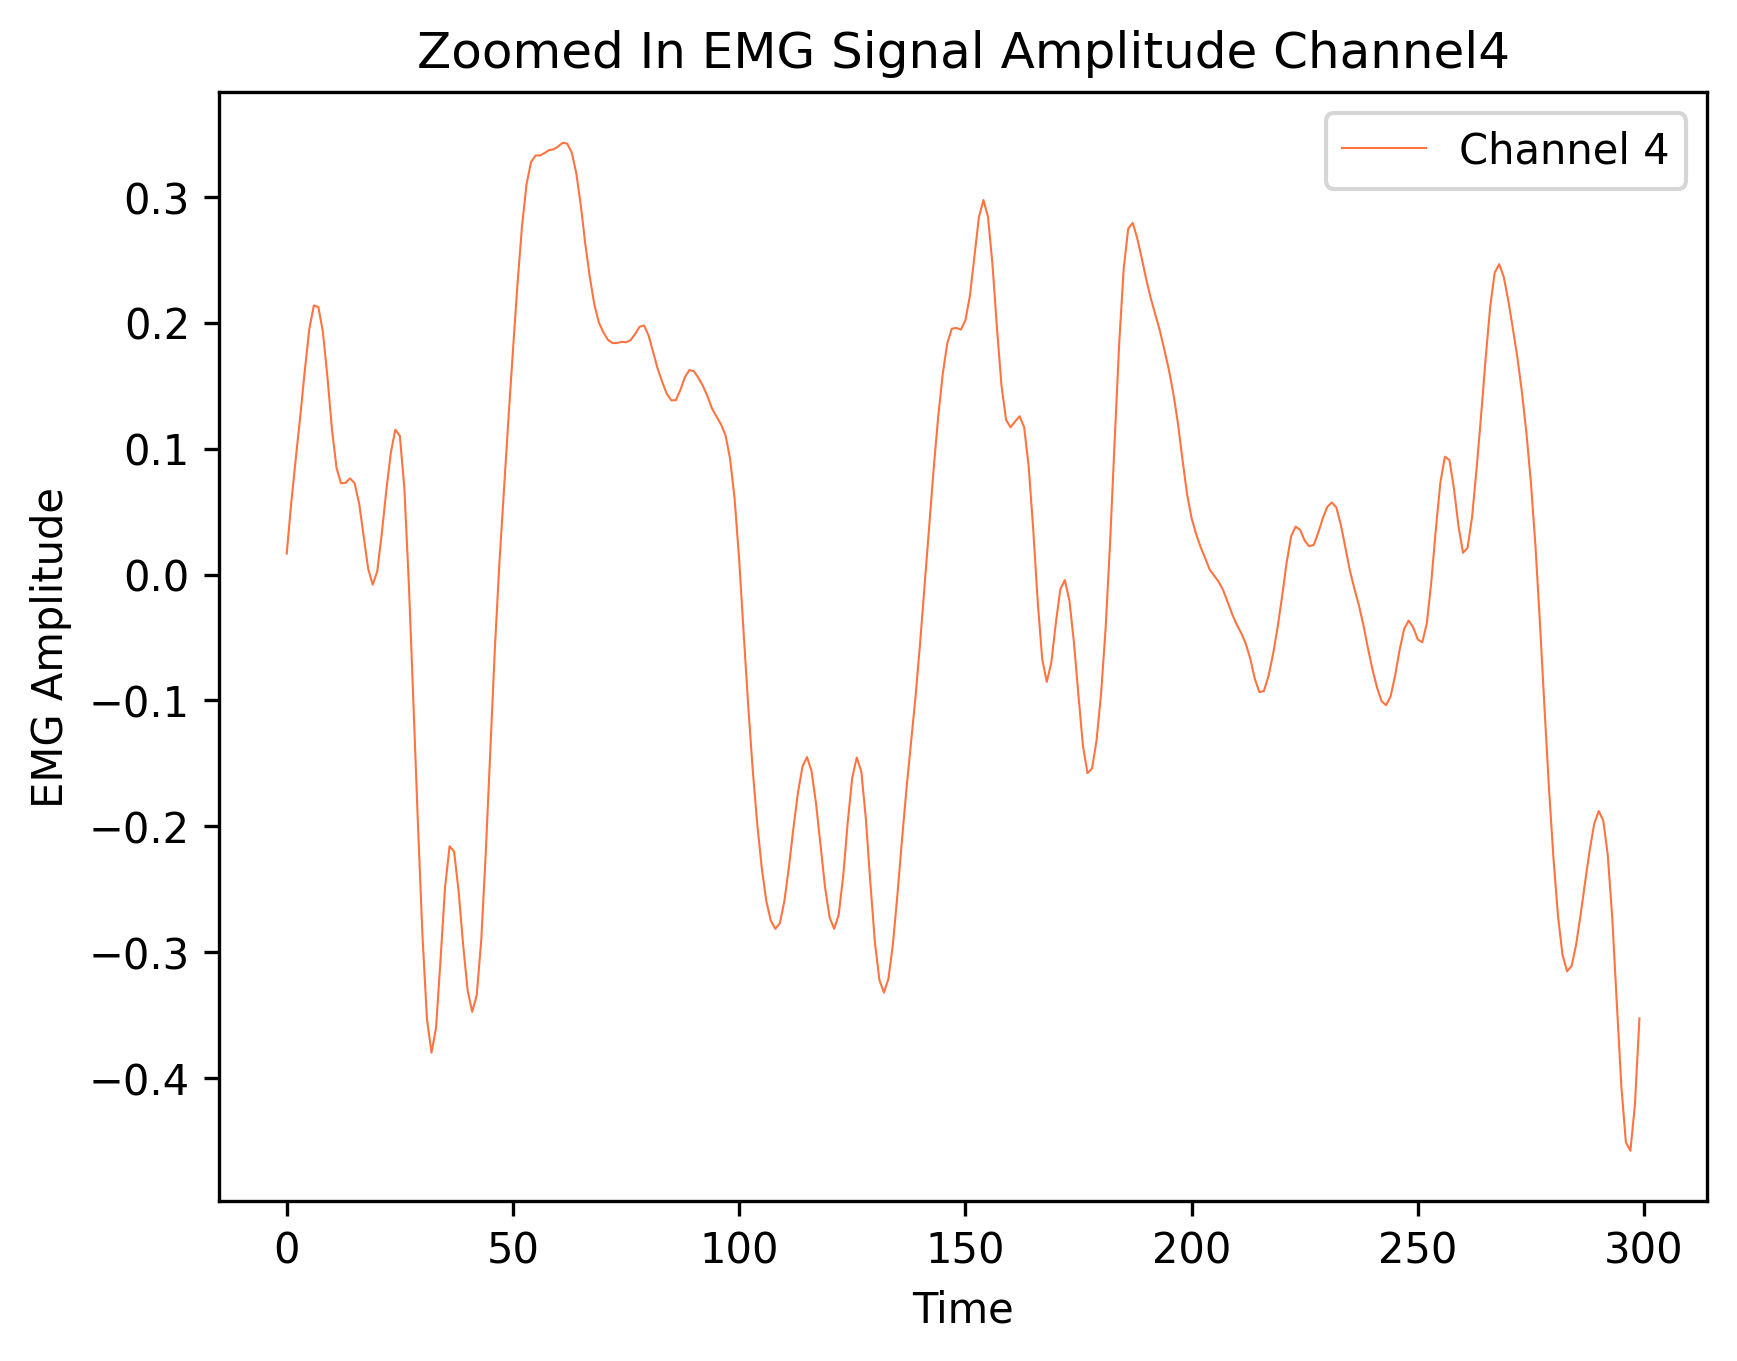 Zoomed In EMG Signal Amplitude Channel4
Channel 4
EMG Amplitude
0.3
0.2
0.1
0.0
−0.1
−0.2
−0.3
−0.4
0 50 100 150 200 250 300
Time